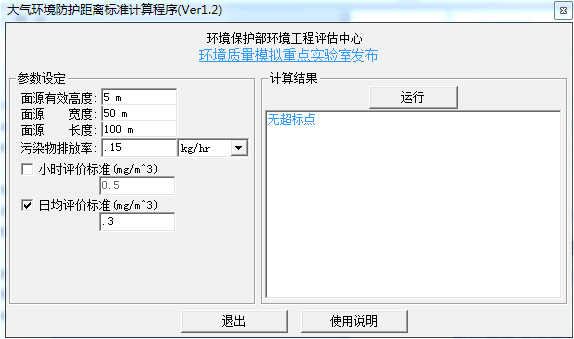 大气环境防护距离标准计算程序(Ver1.2)
环境保护部环境工程评估中心
环境质量模拟重点实验室发布
参数设定
面源有效高度: 5 m
面源 宽度: 50 m
面源 长度: 100 m
污染物排放率: .15 kg/hr
小时评价标准(mg/m^3)
0.5
日均评价标准(mg/m^3)
.3
计算结果
运行
无超标点
退出 使用说明